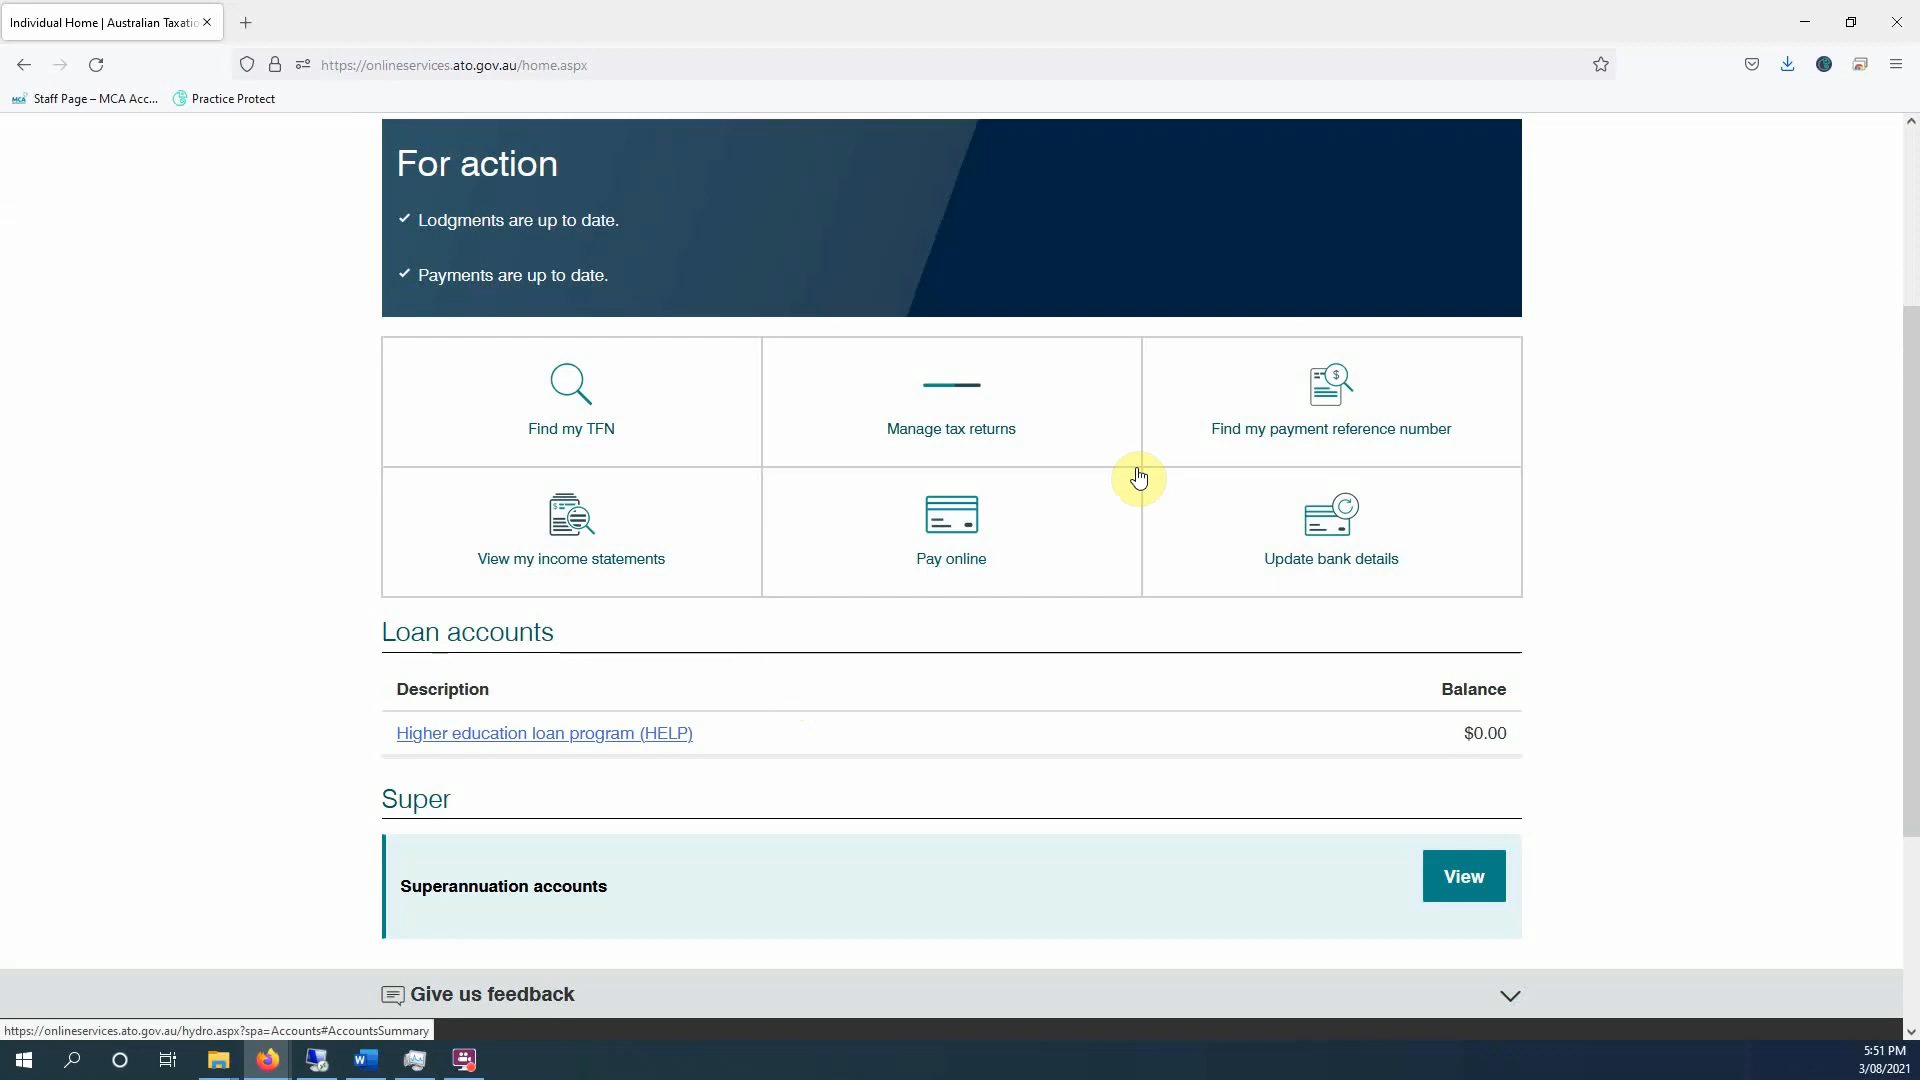 Individual Home | Australian Taxatio
https://onlineservices.ato.gov.au/home.aspx
MCA Staff Page – MCA Acc...
Practice Protect
For action
Lodgments are up to date.
Payments are up to date.
Find my TFN
Manage tax returns
Find my payment reference number
View my income statements
Pay online
Update bank details
Loan accounts
Description
Balance
Higher education loan program (HELP)
$0.00
Super
Superannuation accounts
View
Give us feedback
https://onlineservices.ato.gov.au/hydro.aspx?spa=Accounts#AccountsSummary
5:51 PM
3/08/2021